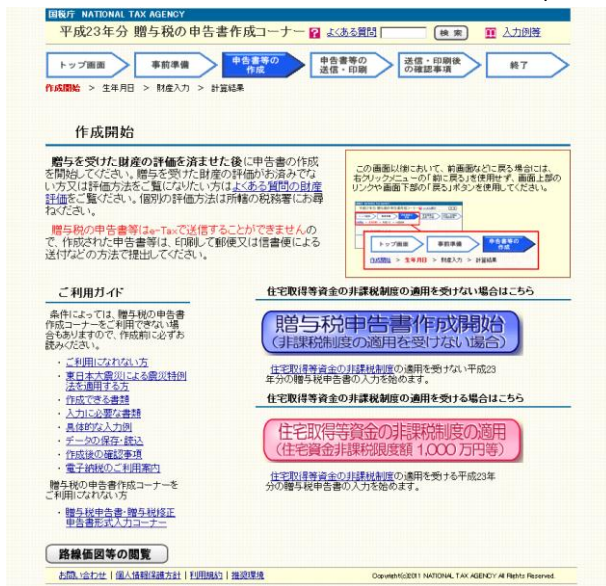 国税庁 NATIONAL TAX AGENCY
平成23年分 贈与税の申告書作成コーナー ? よくある質問 検索 入力例等
トップ画面 事前準備 申告書等の作成 申告書等の送信・印刷 送信・印刷後の確認事項 終了
作成開始 > 生年月日 > 財産入力 > 計算結果
作成開始
贈与を受けた財産の評価を済ませた後に申告書の作成
を開始してください。贈与を受けた財産の評価がお済みでな
い方又は評価方法をご覧になりたい方はよくある質問の財産
評価をご覧ください。個別の評価方法は所轄の税務署にお尋
ねください。
贈与税の申告書等はe-Taxで送信することができませんの
で、作成された申告書等は、印刷して郵便又は信書便による
送付などの方法で提出してください。
この画面以後において、前画面などに戻る場合には、
右クリックメニューの「前に戻る」を使用せず、画面上部の
リンクや画面下部の「戻る」ボタンを使用してください。
トップ画面 事前準備 申告書等の作成
作成開始 > 生年月日 > 財産入力 > 計算結果
ご利用ガイド
条件によっては、贈与税の申告書
作成コーナーをご利用できない場
合もありますので、作成前に必ずお
読みください。
・ご利用になれない方
・東日本大震災による震災特例
法を適用する方
・作成できる書類
・入力に必要な書類
・具体的な入力例
・データの保存・読込
・作成後の確認事項
・電子納税のご利用案内
贈与税の申告書作成コーナーを
ご利用になれない方
・贈与税申告書・贈与税修正
申告書形式入力コーナー
住宅取得等資金の非課税制度の適用を受けない場合はこちら
贈与税申告書作成開始
(非課税制度の適用を受けない場合)
住宅取得等資金の非課税制度の適用を受けない平成23
年分の贈与税申告書の入力を始めます。
住宅取得等資金の非課税制度の適用を受ける場合はこちら
住宅取得等資金の非課税制度の適用
(住宅資金非課税限度額 1,000 万円等)
住宅取得等資金の非課税制度の適用を受ける平成23年
分の贈与税申告書の入力を始めます。
路線価図等の閲覧
お問い合わせ | 個人情報保護方針 | 利用規約 | 推奨環境
Copyright(c)2011 NATIONAL TAX AGENCY All Rights Reserved.